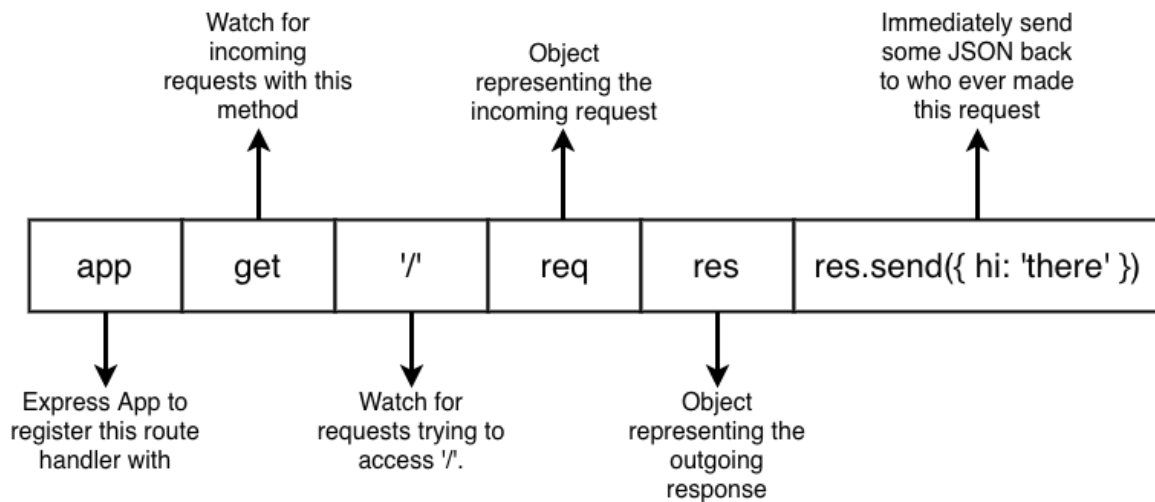 Watch for
incoming
requests with this
method
Object
representing the
incoming request
Immediately send
some JSON back
to who ever made
this request
app
get
'/'
req
res
res.send({ hi: 'there' })
Express App to
register this route
handler with
Watch for
requests trying to
access '/'.
Object
representing the
outgoing
response